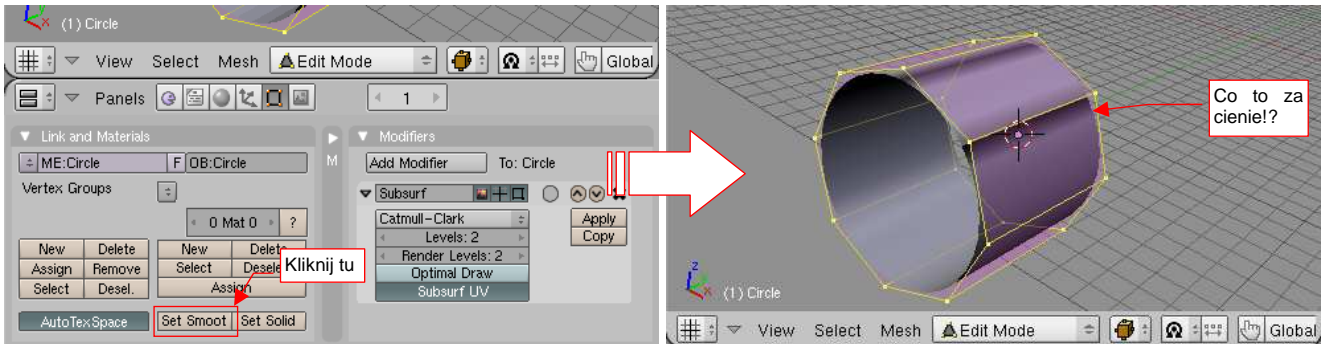 (1) Circle
View Select Mesh Edit Mode Global
Panels 1
Link and Materials
ME:Circle F OB:Circle
Vertex Groups
0 Mat 0 ?
New Delete New Delete
Assign Remove Select Desele
Select Desel. Assign
AutoTexSpace Set Smoot Set Solid
Kliknij tu
M
Modifiers
Add Modifier To: Circle
Subsurf
Catmull-Clark Apply
Levels: 2 Copy
Render Levels: 2
Optimal Draw
Subsurf UV
Co to za
cienie!?
z
x (1) Circle
View Select Mesh Edit Mode Global